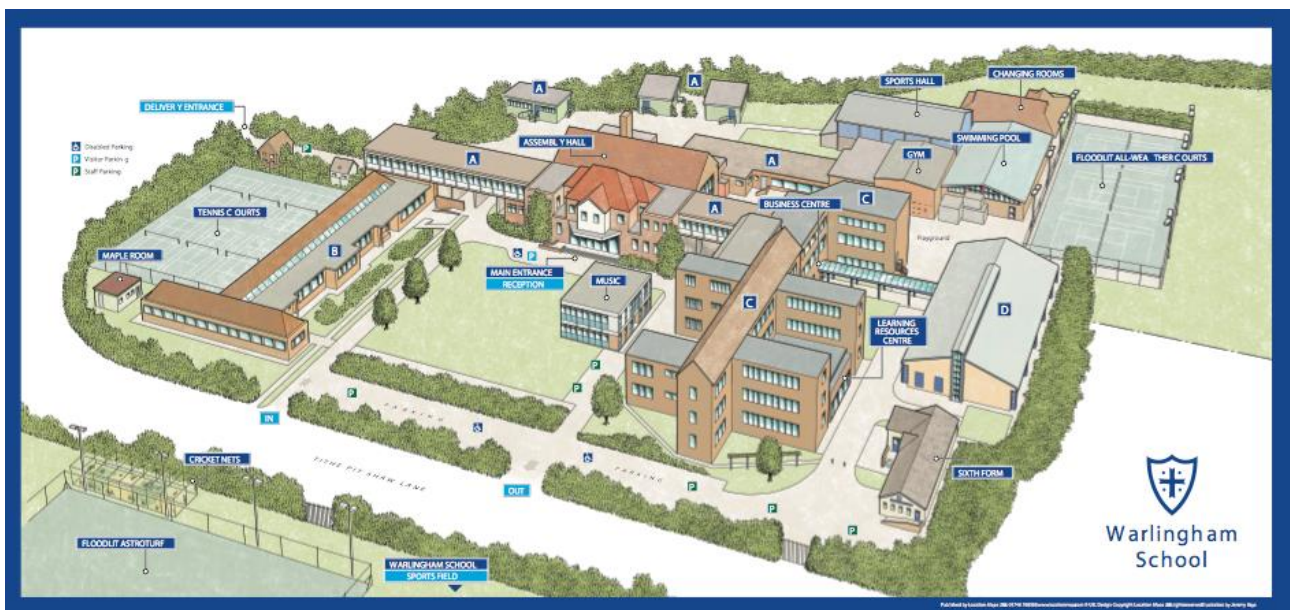 A
A
SPORTS HALL
CHANGING ROOMS
DELIVER Y ENTRANCE
Disabled Parking
Visitor Parkin g
Staff Parking
P
P
P
ASSEMBL Y HALL
A
A
GYM
SWIMMING POOL
FLOODLIT ALL-WEA THER C OURTS
TENNIS C OURTS
A
BUSINESS CENTRE
C
B
Playground
MAPLE ROOM
P
MAIN ENTRANCE
RECEPTION
MUSIC
C
D
LEARNING
RESOURCES
CENTRE
P
P
P
PARKING
IN
CRICKET NETS
TITHE PIT SHAW LANE
PARKING
OUT
P
P
P
SIXTH FORM
FLOODLIT ASTROTURF
WARLINGHAM SCHOOL
SPORTS FIELD
Warlingham
School